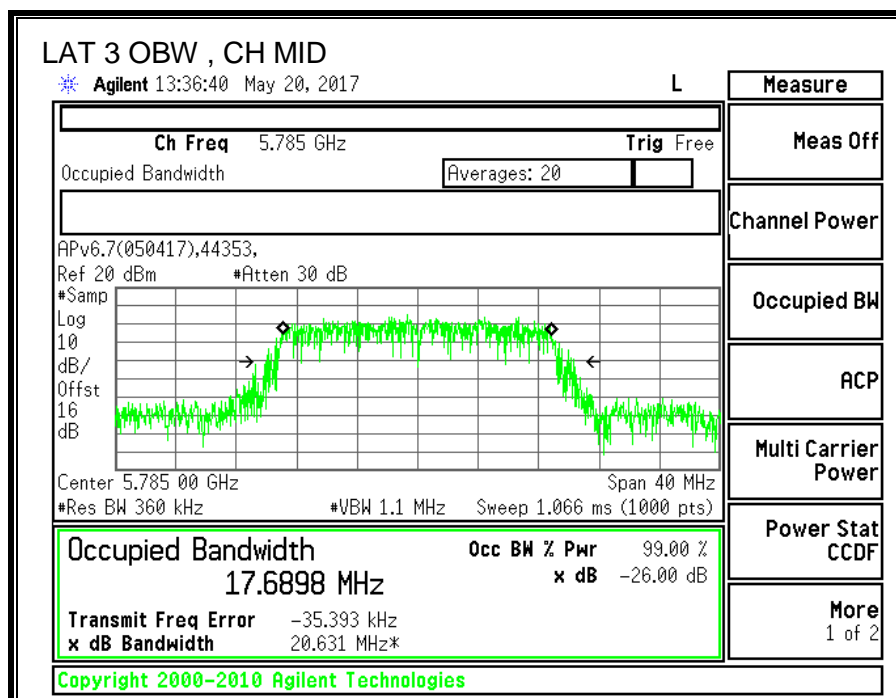 LAT 3 OBW , CH MID
Agilent 13:36:40 May 20, 2017 L
Ch Freq 5.785 GHz Trig Free
Occupied Bandwidth Averages: 20
APv6.7(050417),44353,
Ref 20 dBm #Atten 30 dB
#Samp
Log
10
dB/
Offst
16
dB
Center 5.785 00 GHz Span 40 MHz
#Res BW 360 kHz #VBW 1.1 MHz Sweep 1.066 ms (1000 pts)
Occupied Bandwidth Occ BW % Pwr 99.00 %
17.6898 MHz x dB -26.00 dB
Transmit Freq Error -35.393 kHz
x dB Bandwidth 20.631 MHz*
Copyright 2000-2010 Agilent Technologies
Measure
Meas Off
Channel Power
Occupied BW
ACP
Multi Carrier
Power
Power Stat
CCDF
More
1 of 2